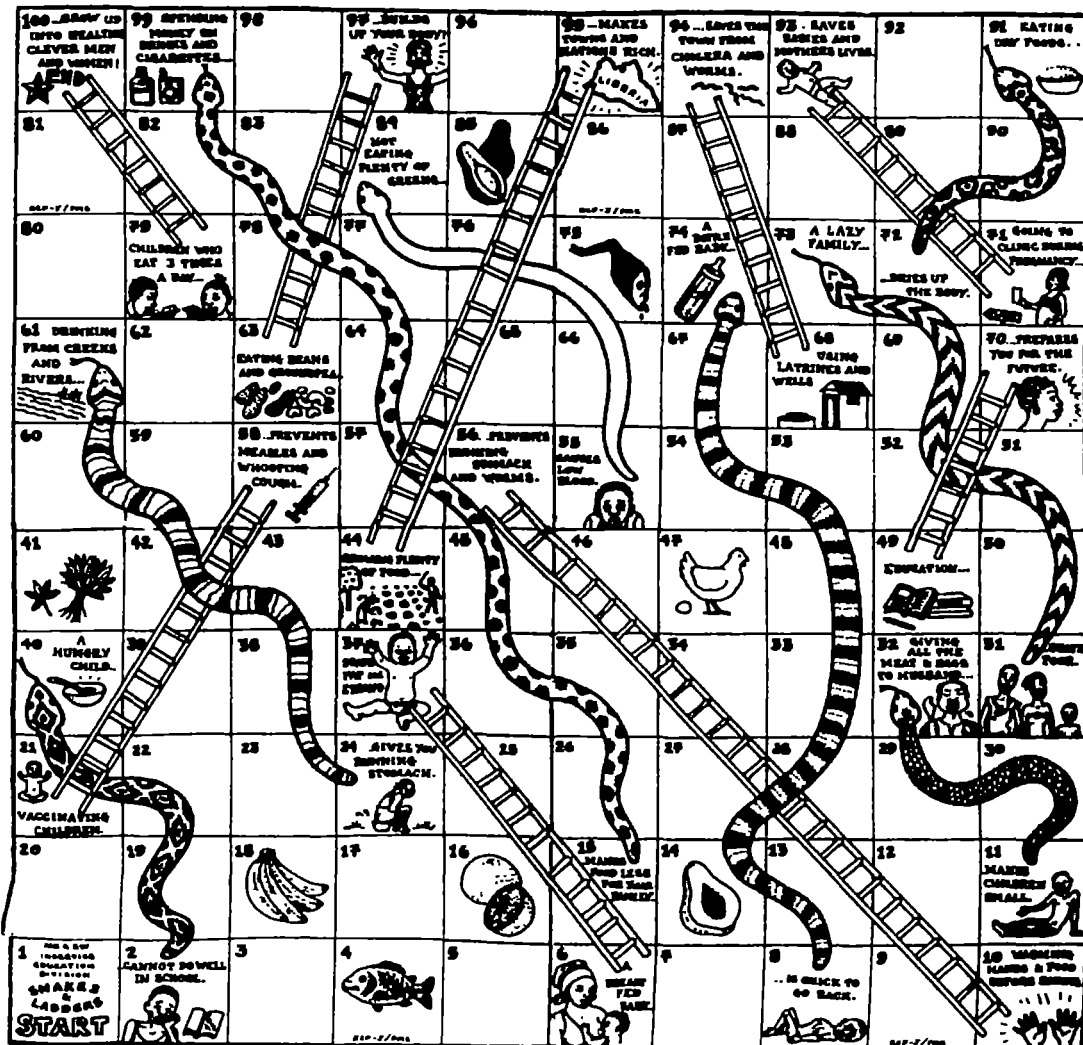 100 ...GROW UP
INTO HEALTHY
CLEVER MEN
AND WOMEN!
END
99 SPENDING
MONEY ON
DRINKS AND
CIGARETTES...
98
97 ...BUILDS
UP YOUR BODY!
96
95 ...MAKES
TOWNS AND
NATIONS RICH.
LIBERIA
94 ...SAVES THE
TOWN FROM
CHOLERA AND
WORMS.
93 ..SAVES
BABIES AND
MOTHERS LIVES.
92
91 EATING
DRY FOODS...
81
82
83
84
NOT
EATING
PLENTY OF
GREENS...
85
86
87
88
89
90
80
79
CHILDREN WHO
EAT 3 TIMES
A DAY...
78
77
76
75
74 A
BOTTLE
FED BABY...
73 A LAZY
FAMILY...
72
...DRIES UP
THE BODY.
71 GOING TO
CLINIC DURING
PREGNANCY...
61 DRINKING
FROM CREEKS
AND
RIVERS...
62
63
EATING BEANS
AND GROUNDPEA..
64
65
66
67
68
USING
LATRINES AND
WELLS
69
70 ...PREPARES
YOU FOR THE
FUTURE.
60
59
58 ...PREVENTS
MEASLES AND
WHOOPING
COUGH.
57
56 ...PREVENTS
RUNNING
STOMACH
AND WORMS.
55
CAUSES
LOW
BLOOD.
54
53
52
51
41
42
43
44
PLENTY
OF FOOD...
45
46
47
48
49
EDUCATION...
50
40 A
HUNGRY
CHILD...
39
38
37
FAT AND
STRONG
36
35
34
33
32 GIVING
ALL THE
MEAT & EGGS
TO HUSBAND...
31
21
VACCINATING
CHILDREN.
22
23
24 ...GIVES YOU
RUNNING
STOMACH.
25
26
27
28
29
30
20
19
18
17
16
15
MAKES
FOOD LESS
FOR YOUR
FAMILY.
14
13
12
11
MAKES
CHILDREN
SMALL.
1
EDUCATION
DIVISION
SNAKES
&
LADDERS
START
2
CANNOT DO WELL
IN SCHOOL..
3
4
5
6
A
BREAST
FED
BABY..
7
8
...IS QUICK TO
GO BACK.
9
10 WASHING
HANDS & FOOD
BEFORE EATING..